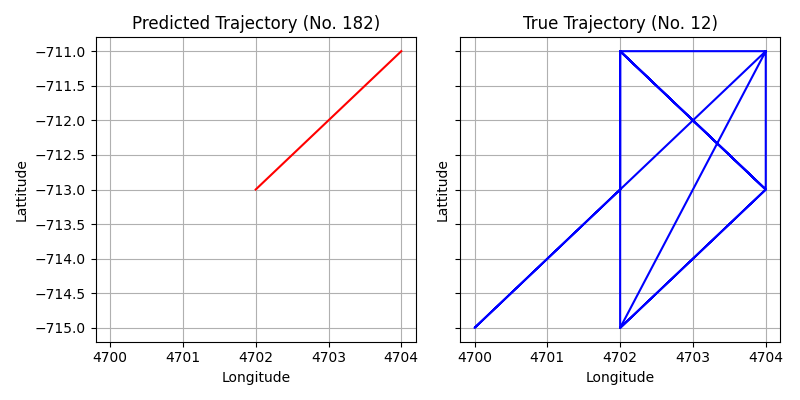 Predicted Trajectory (No. 182)
True Trajectory (No. 12)
−711.0
−711.5
−712.0
−712.5
−713.0
−713.5
−714.0
−714.5
−715.0
Lattitude
Lattitude
4700 4701 4702 4703 4704
4700 4701 4702 4703 4704
Longitude
Longitude